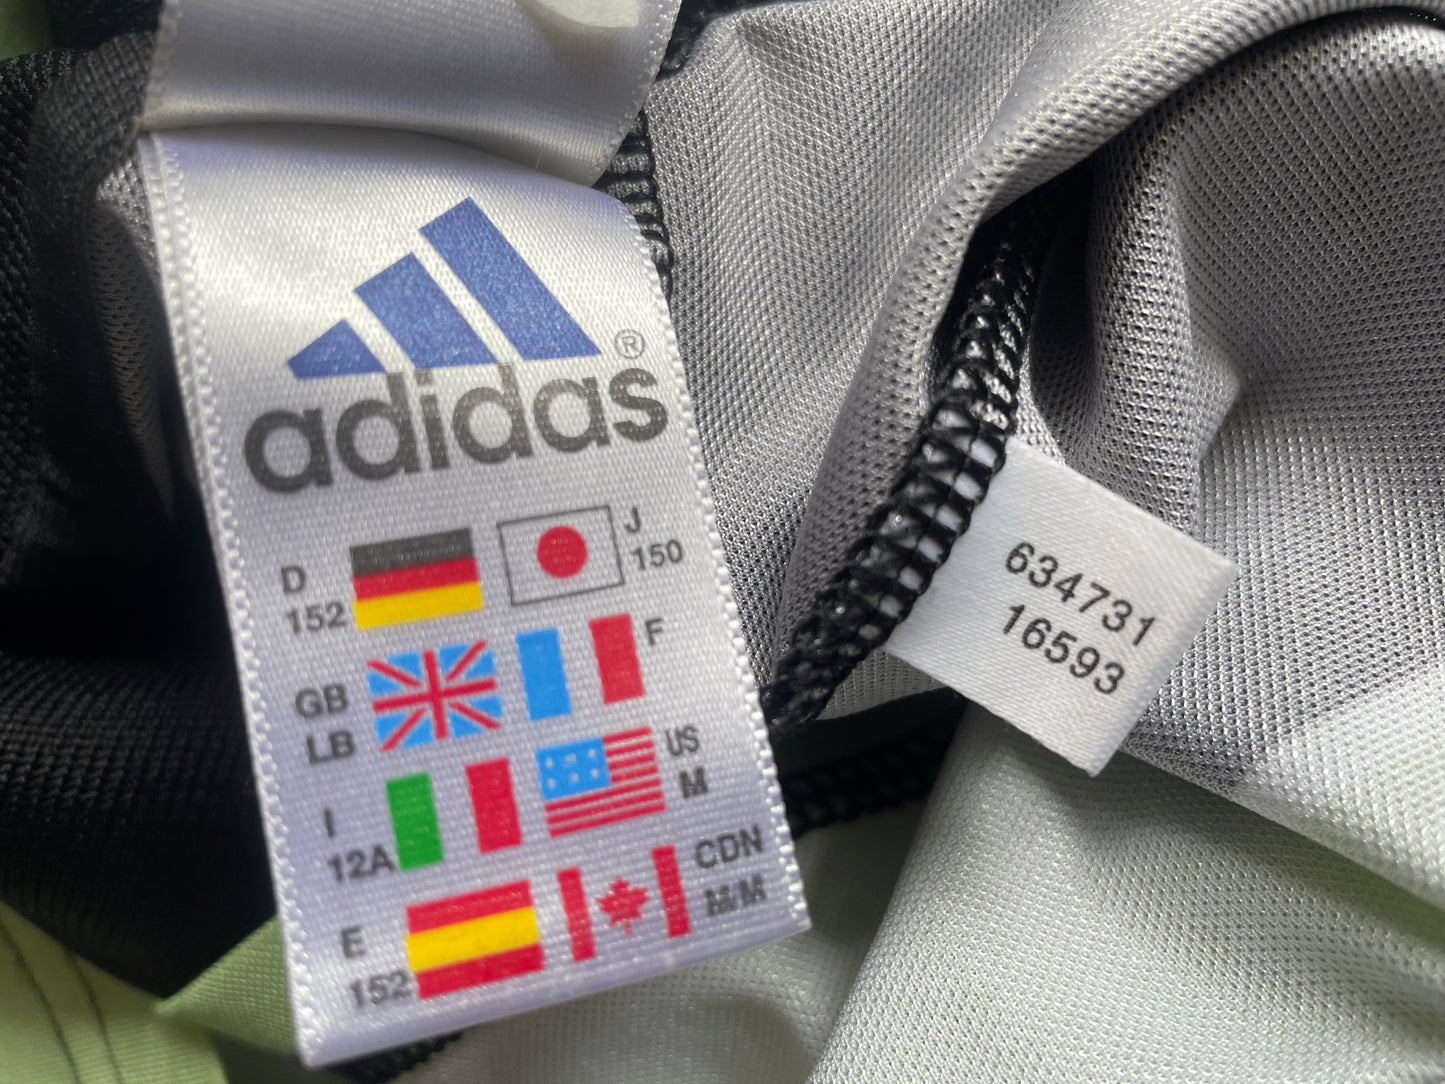 adidas®
D
152
J
150
GB
LB
F
I
12A
US
M
E
152
CDN
M/M
634731
16593